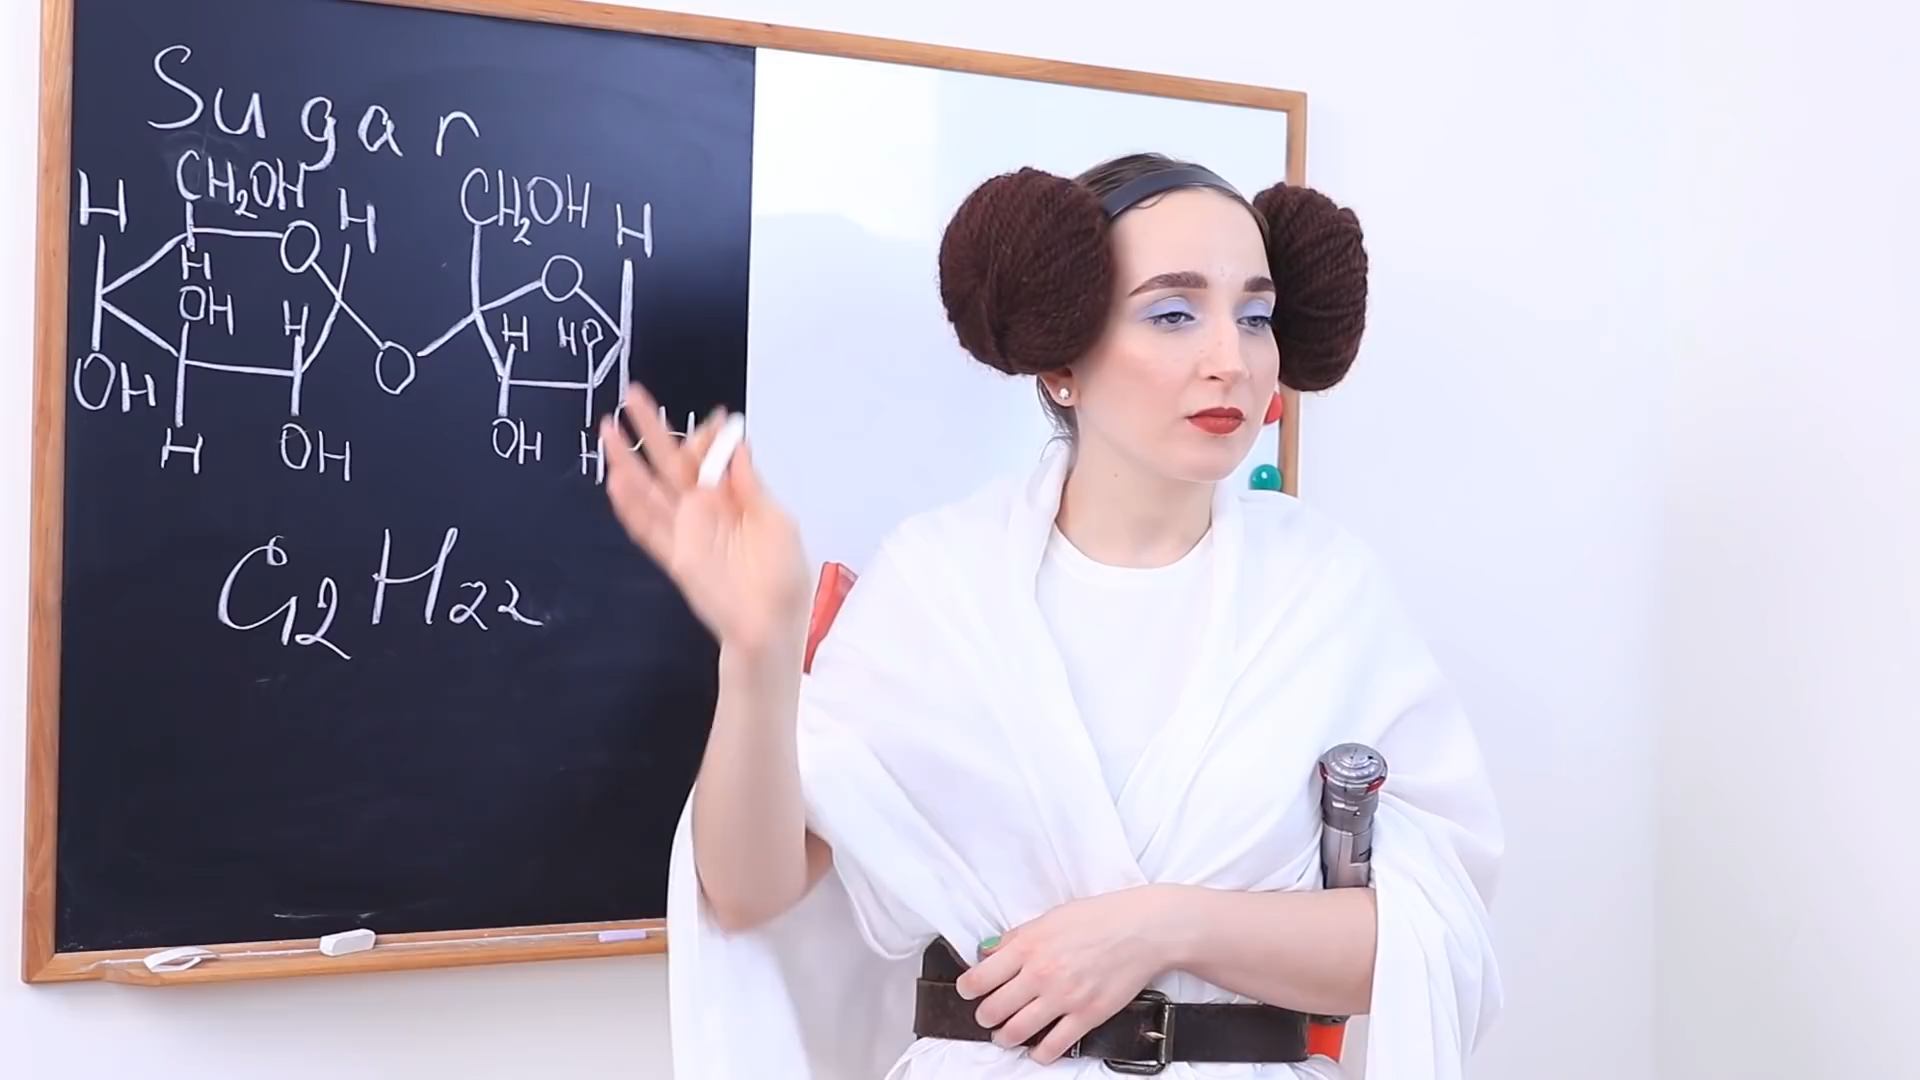 Sugar
CH₂OH
H H CH₂OH H
O
H O
OH H H HO
OH O
H OH OH H H
C₁₂H₂₂